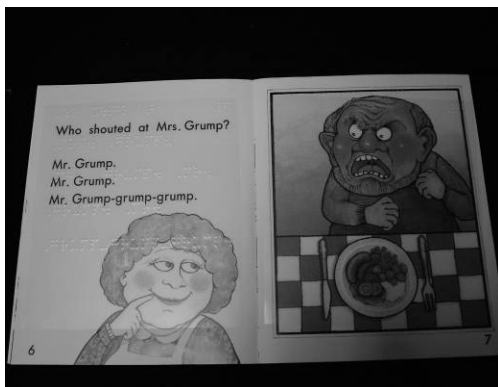 Who shouted at Mrs. Grump?
Mr. Grump.
Mr. Grump.
Mr. Grump-grump-grump.
6
7